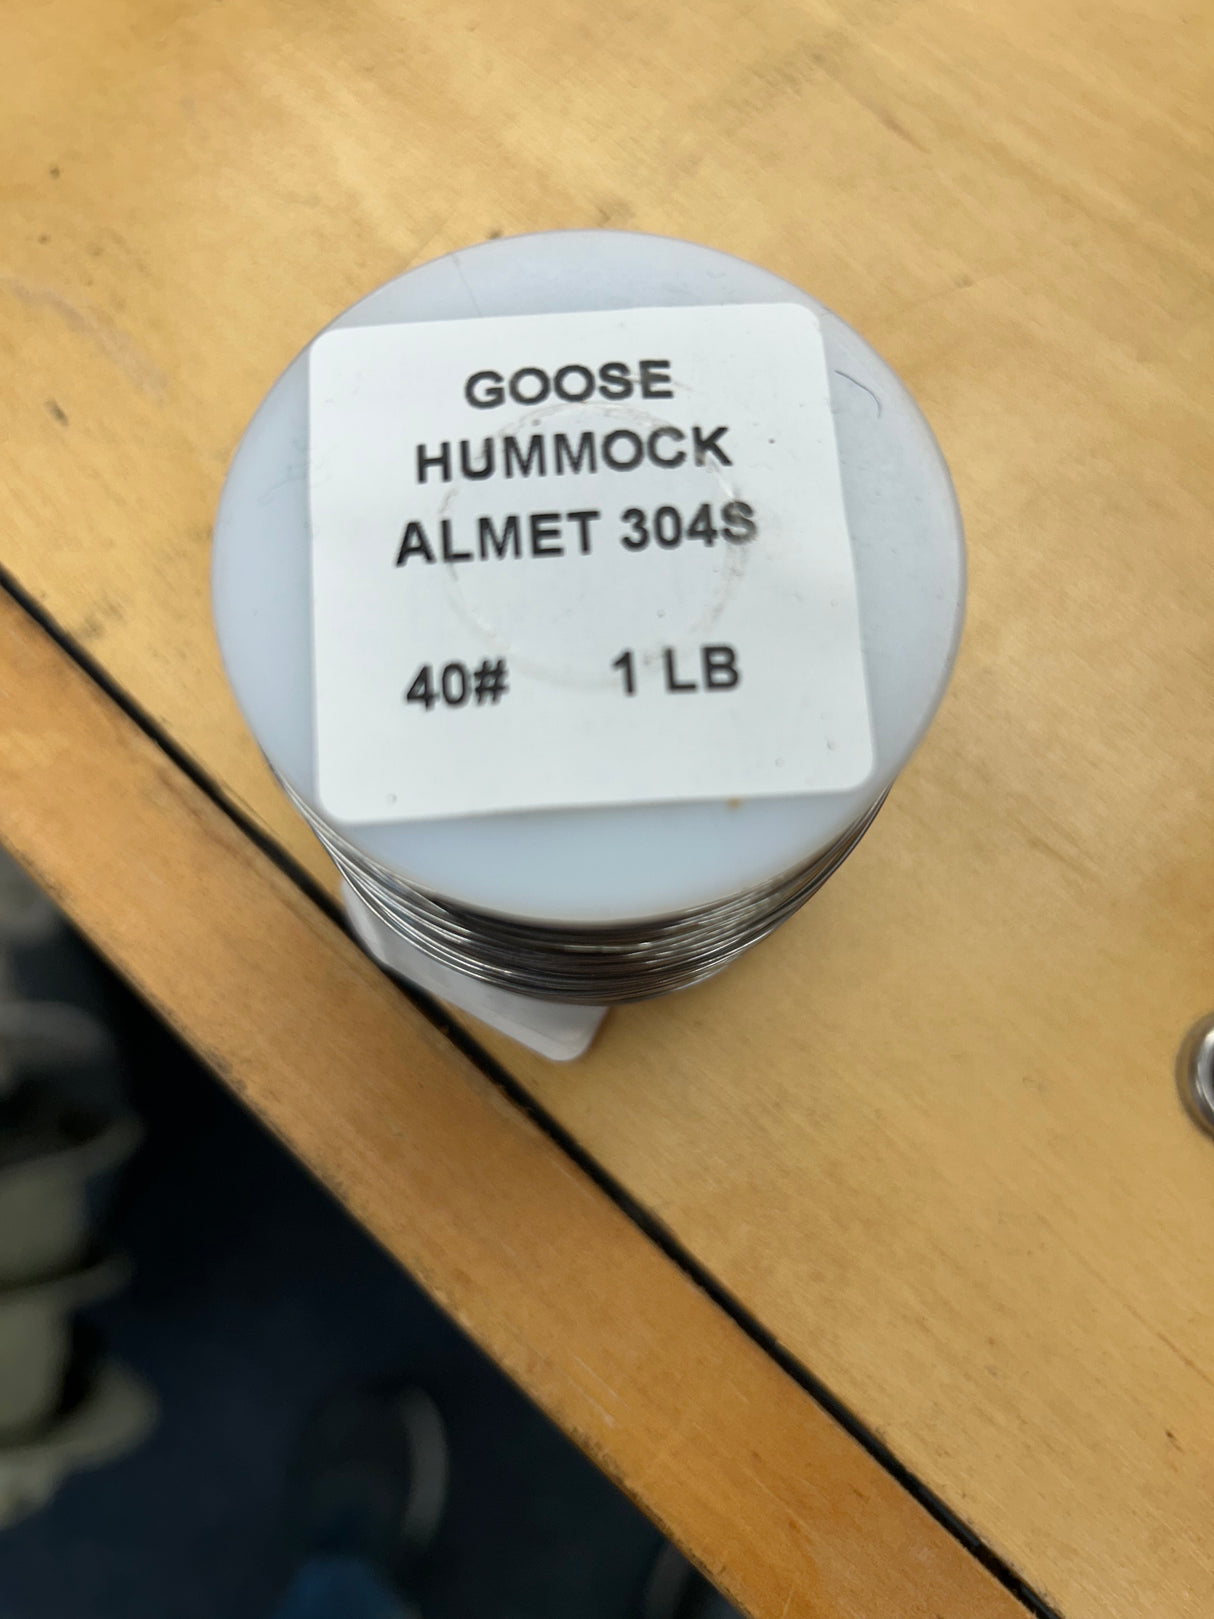 GOOSE
HUMMOCK
ALMET 304S
40# 1 LB